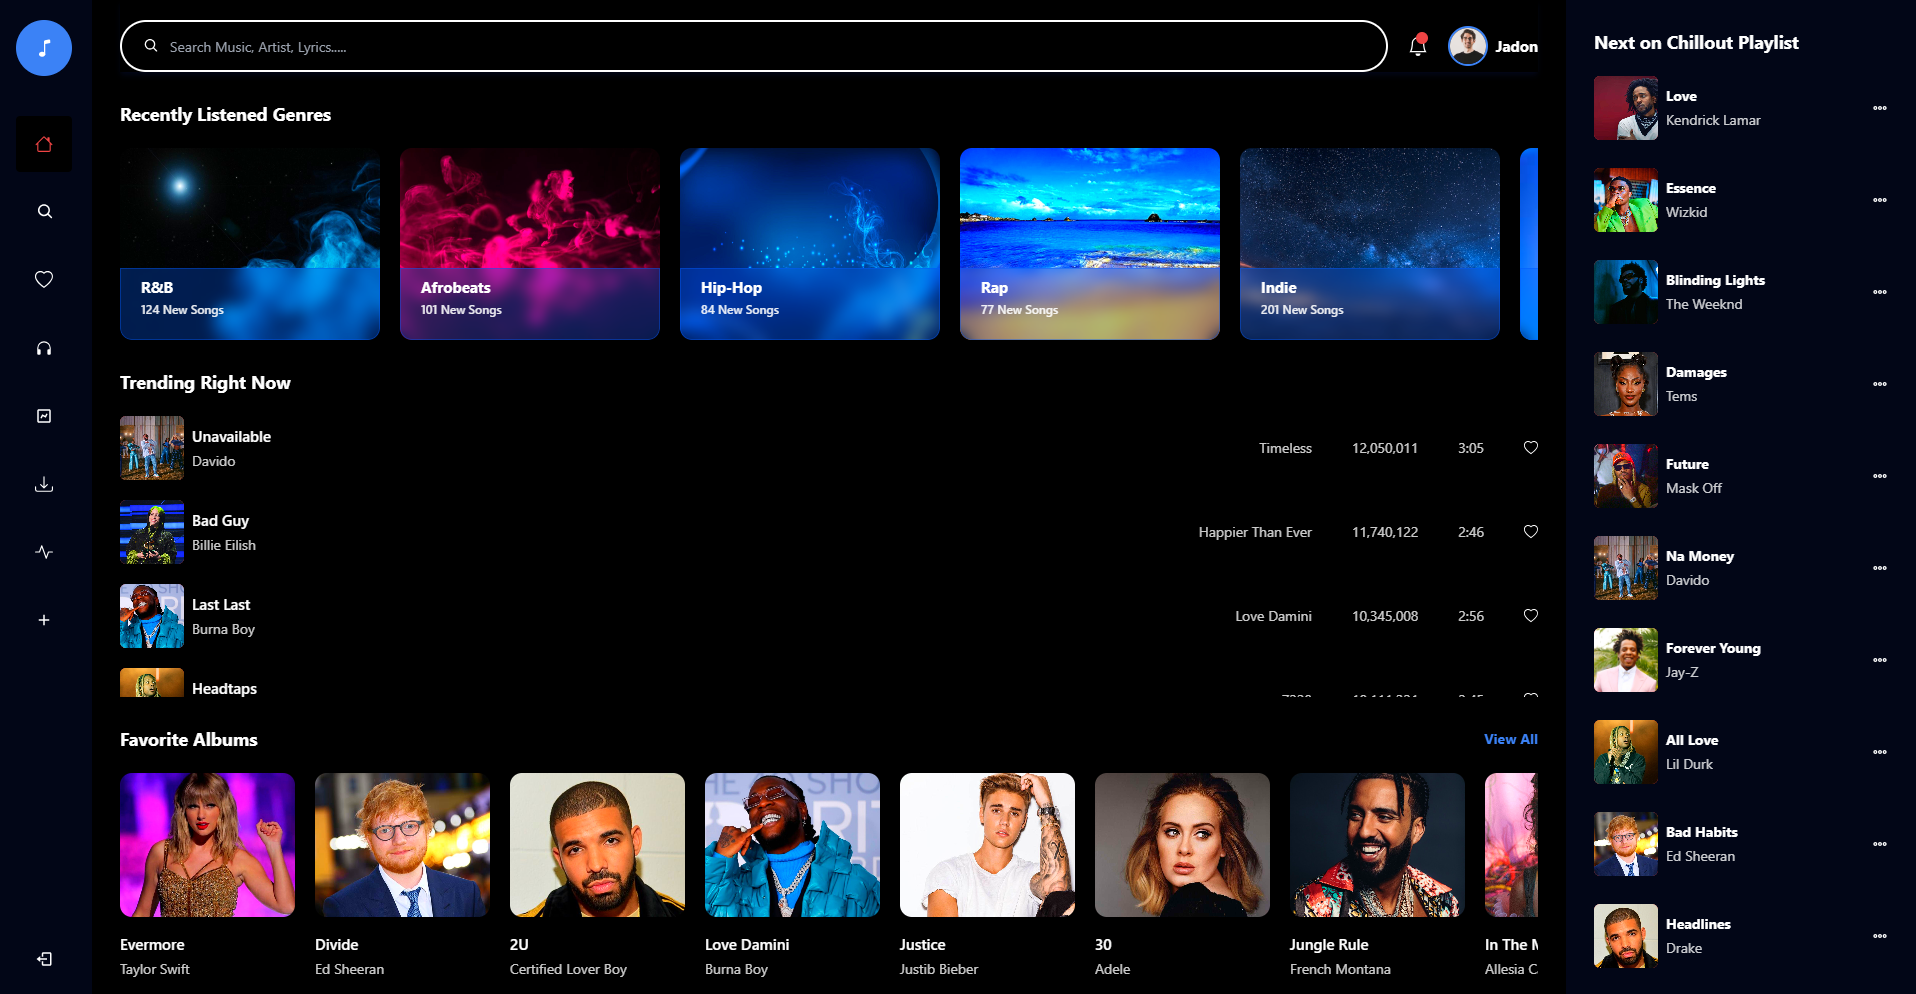 Search Music, Artist, Lyrics.....
Jadon
Recently Listened Genres
R&B
124 New Songs
Afrobeats
101 New Songs
Hip-Hop
84 New Songs
Rap
77 New Songs
Indie
201 New Songs
Trending Right Now
Unavailable
Davido
Timeless 12,050,011 3:05
Bad Guy
Billie Eilish
Happier Than Ever 11,740,122 2:46
Last Last
Burna Boy
Love Damini 10,345,008 2:56
Headtaps
Favorite Albums
View All
Evermore
Taylor Swift
Divide
Ed Sheeran
2U
Certified Lover Boy
Love Damini
Burna Boy
Justice
Justib Bieber
30
Adele
Jungle Rule
French Montana
In The
Allesia
Next on Chillout Playlist
Love
Kendrick Lamar
Essence
Wizkid
Blinding Lights
The Weeknd
Damages
Tems
Future
Mask Off
Na Money
Davido
Forever Young
Jay-Z
All Love
Lil Durk
Bad Habits
Ed Sheeran
Headlines
Drake